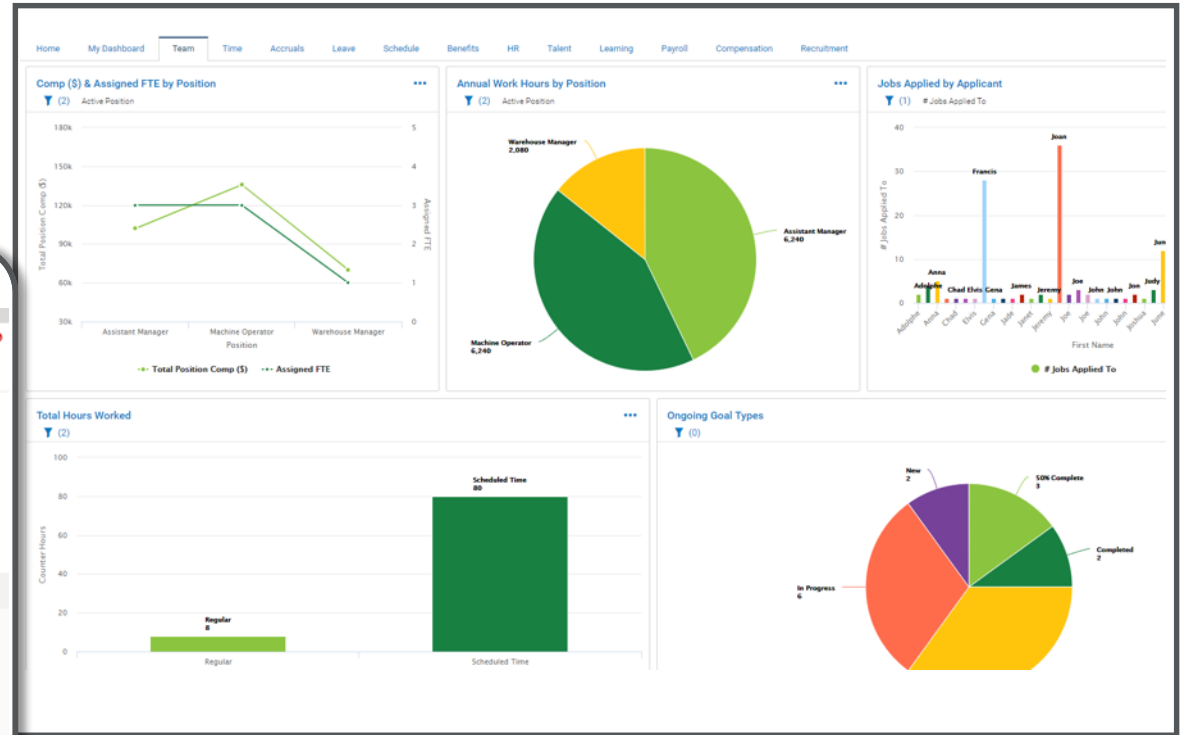 Home My Dashboard Team Time Accruals Leave Schedule Benefits HR Talent Learning Payroll Compensation Recruitment
Comp ($) & Assigned FTE by Position
(2) Active Position
180k
150k
120k
90k
60k
30k
5
4
3
2
1
0
Total Position Comp ($)
Assigned FTE
Assistant Manager Machine Operator Warehouse Manager
Position
Total Position Comp ($) Assigned FTE
Annual Work Hours by Position
(2) Active Position
Warehouse Manager
2,080
Assistant Manager
6,240
Machine Operator
6,240
Jobs Applied by Applicant
(1) # Jobs Applied To
40
30
20
10
0
# Jobs Applied To
Joan
Francis
Jun
Anna
Adolphe Chad Elvis Gena James Jeremy Joe John John Jon Judy
Adolphe Anna Chad Elvis Gena Jade Janet Jeremy Joe Joe John John Joshua June
First Name
# Jobs Applied To
Total Hours Worked
(2)
100
80
60
40
20
0
Counter Hours
Regular
8
Scheduled Time
80
Regular Scheduled Time
Ongoing Goal Types
(0)
New
2
50% Complete
3
Completed
2
In Progress
6